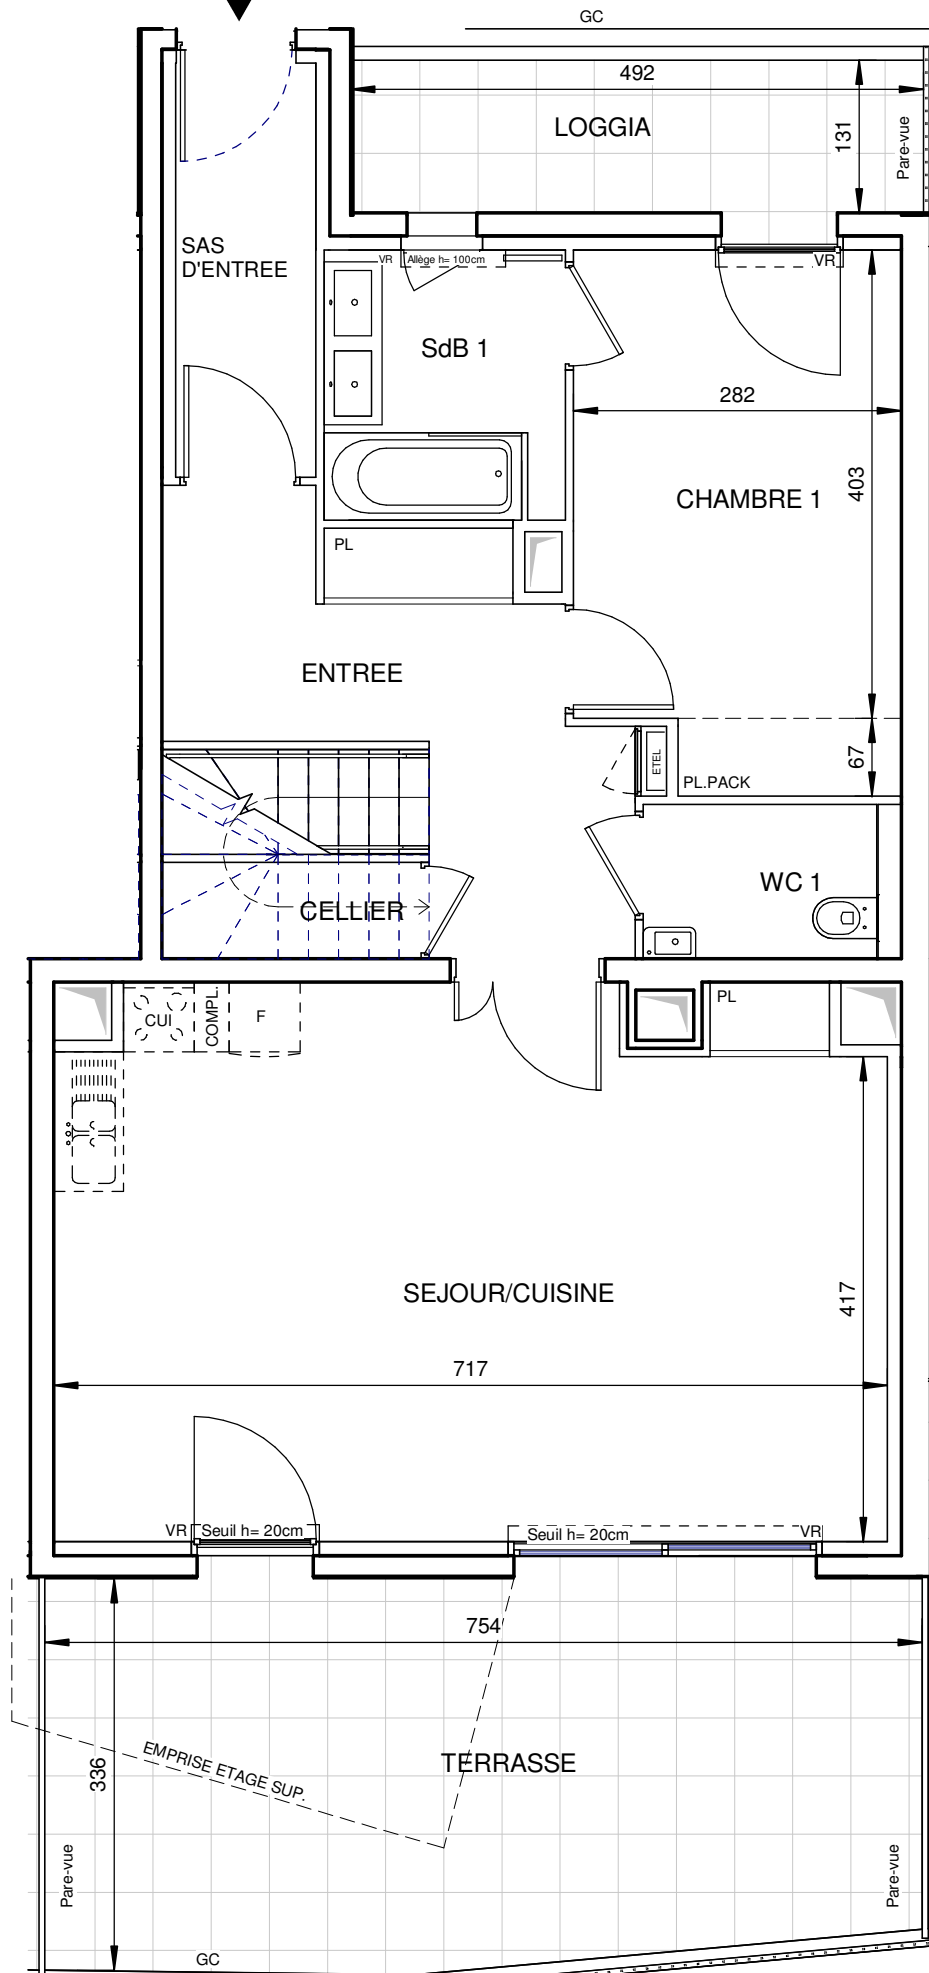 GC
492
LOGGIA
131
Pare-vue
SAS
D'ENTREE
VR
Allège h= 100cm
VR
SdB 1
282
403
CHAMBRE 1
PL
ENTREE
ETEL
PL.PACK
67
WC 1
CELLIER
CUI
COMPL.
F
PL
SEJOUR/CUISINE
417
717
VR
Seuil h= 20cm
Seuil h= 20cm
VR
754
336
EMPRISE ETAGE SUP.
TERRASSE
Pare-vue
Pare-vue
GC